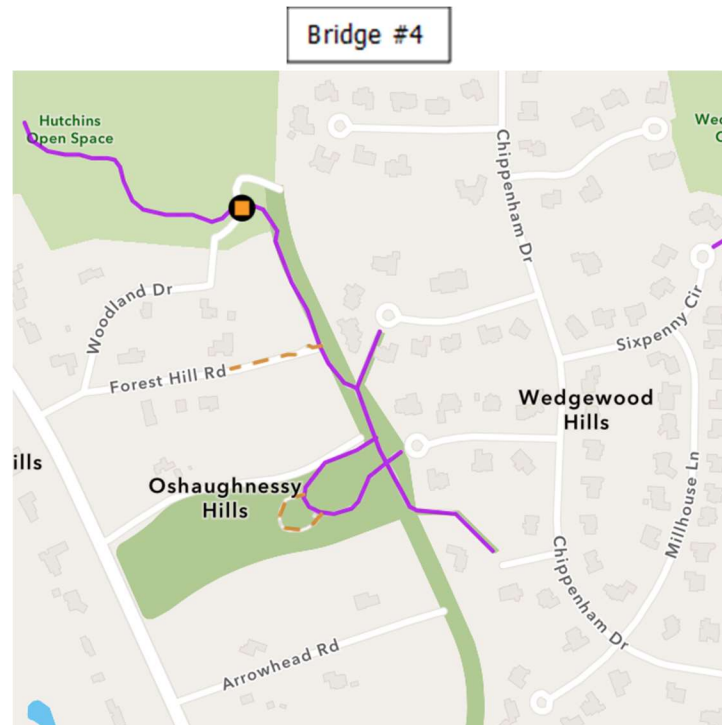 Bridge #4
Hutchins
Open Space
Wed
C
Chippenham Dr
Woodland Dr
Sixpenny Cir
Forest Hill Rd
Wedgewood
Hills
ills
Oshaughnessy
Hills
Millhouse Ln
Chippenham Dr
Arrowhead Rd